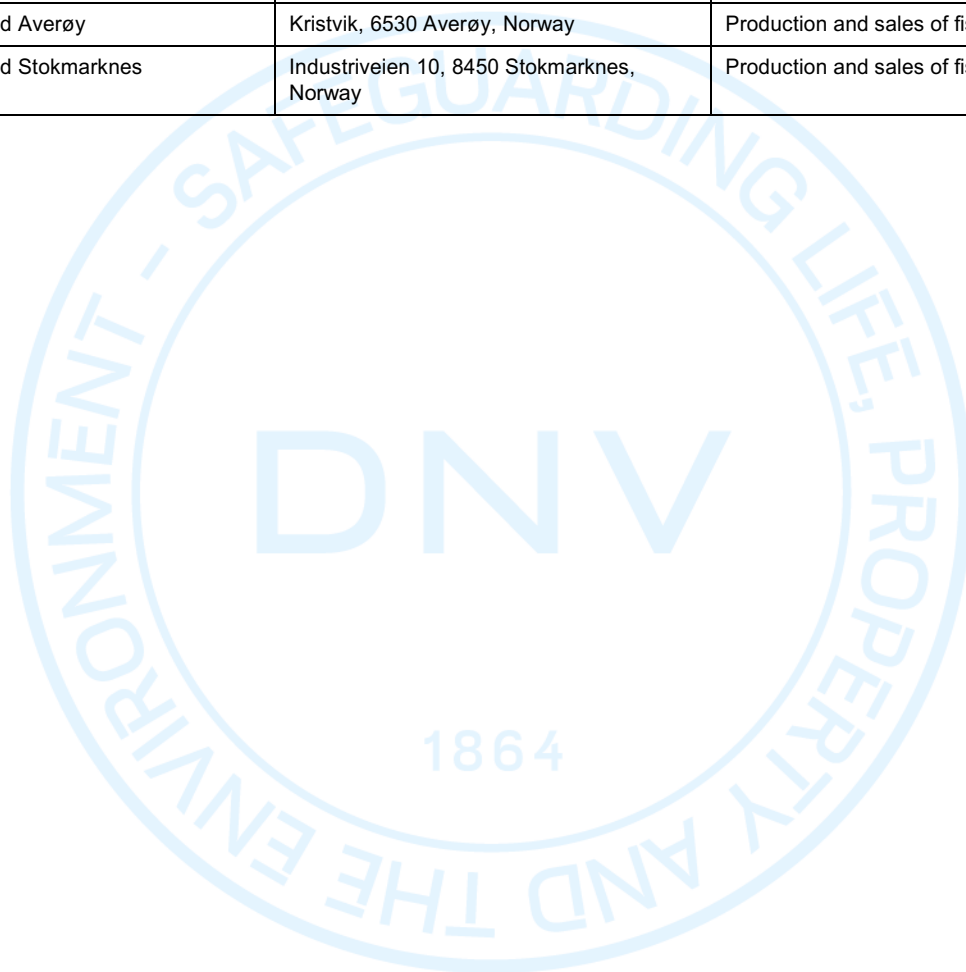 d Averøy Kristvik, 6530 Averøy, Norway Production and sales of fi
d Stokmarknes Industriveien 10, 8450 Stokmarknes, Production and sales of fi
Norway
SAFEGUARDING LIFE, PROPERTY AND THE ENVIRONMENT -
DNV
1864